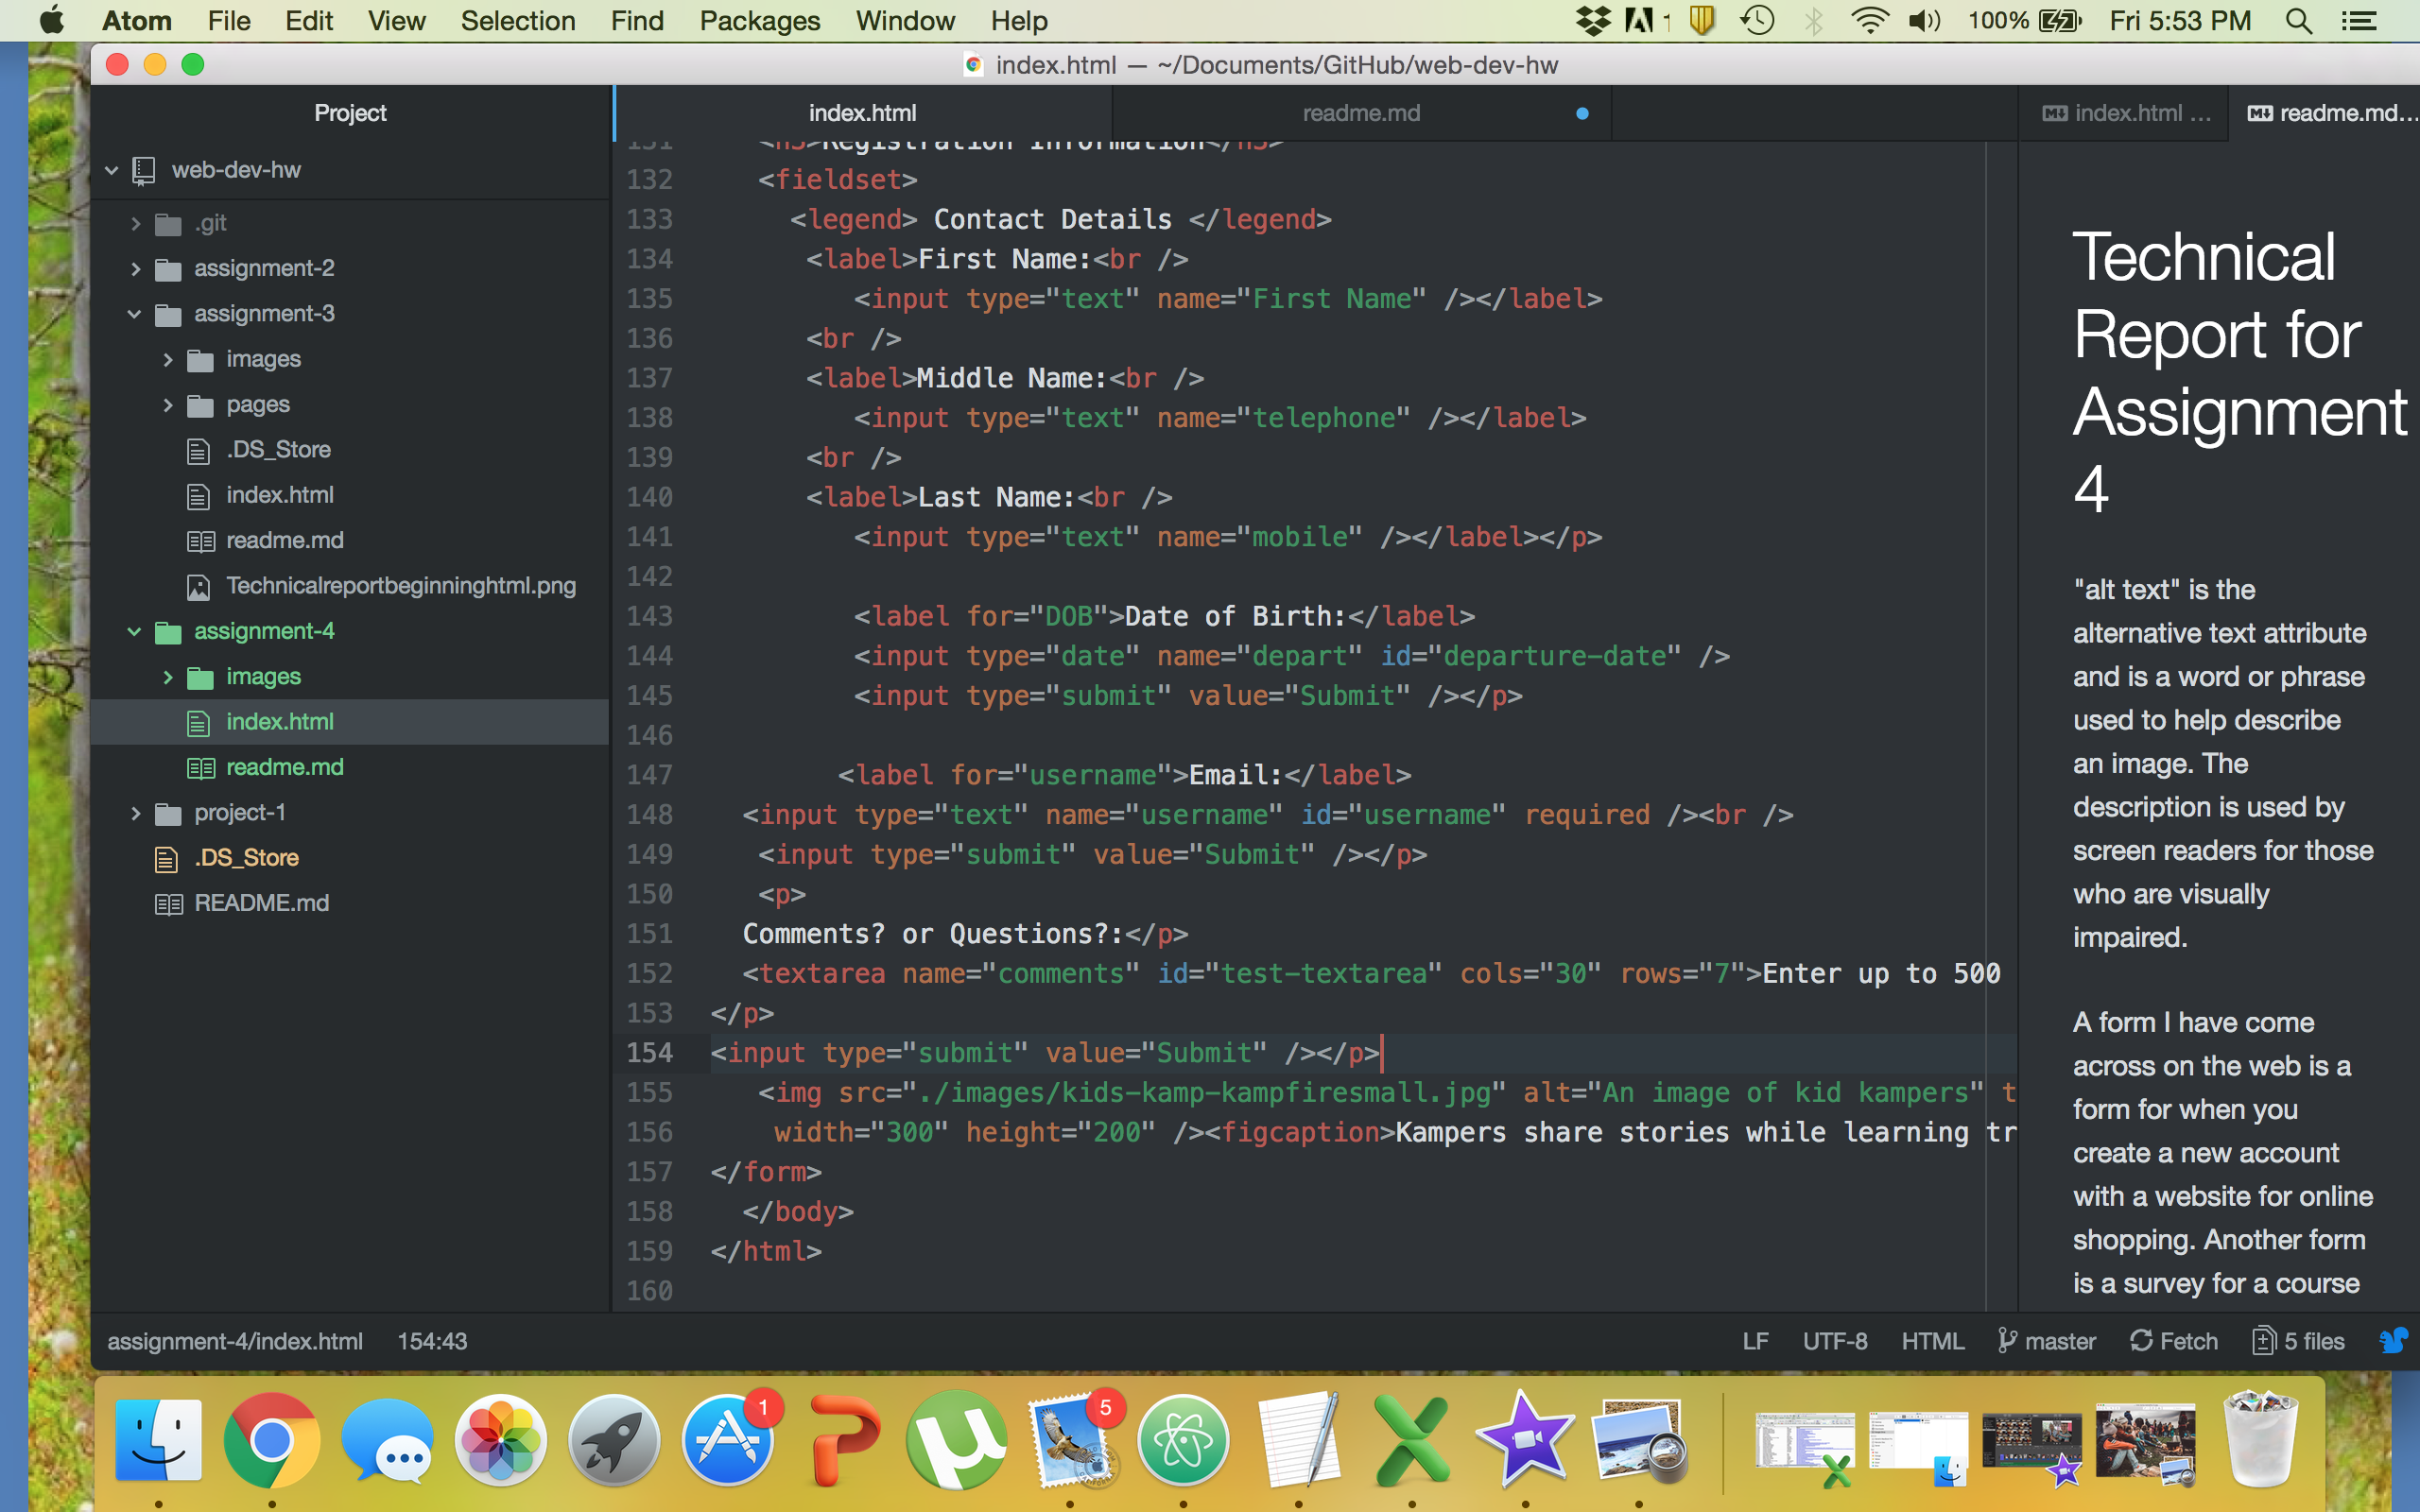 Atom File Edit View Selection Find Packages Window Help 1 100% Fri 5:53 PM
index.html — ~/Documents/GitHub/web-dev-hw
Project
web-dev-hw
.git
assignment-2
assignment-3
images
pages
.DS_Store
index.html
readme.md
Technicalreportbeginninghtml.png
assignment-4
images
index.html
readme.md
project-1
.DS_Store
README.md
index.html readme.md
131 <h3>Registration Information</h3>
132 <fieldset>
133 <legend> Contact Details </legend>
134 <label>First Name:<br />
135 <input type="text" name="First Name" /></label>
136 <br />
137 <label>Middle Name:<br />
138 <input type="text" name="telephone" /></label>
139 <br />
140 <label>Last Name:<br />
141 <input type="text" name="mobile" /></label></p>
142
143 <label for="DOB">Date of Birth:</label>
144 <input type="date" name="depart" id="departure-date" />
145 <input type="submit" value="Submit" /></p>
146
147 <label for="username">Email:</label>
148 <input type="text" name="username" id="username" required /><br />
149 <input type="submit" value="Submit" /></p>
150 <p>
151 Comments? or Questions?:</p>
152 <textarea name="comments" id="test-textarea" cols="30" rows="7">Enter up to 500
153 </p>
154 <input type="submit" value="Submit" /></p>
155 <img src="./images/kids-kamp-kampfiresmall.jpg" alt="An image of kid kampers" t
156 width="300" height="200" /><figcaption>Kampers share stories while learning tr
157 </form>
158 </body>
159 </html>
160
index.html ... readme.md...
Technical
Report for
Assignment
4
"alt text" is the
alternative text attribute
and is a word or phrase
used to help describe
an image. The
description is used by
screen readers for those
who are visually
impaired.
A form I have come
across on the web is a
form for when you
create a new account
with a website for online
shopping. Another form
is a survey for a course
assignment-4/index.html 154:43 LF UTF-8 HTML master Fetch 5 files
1
5